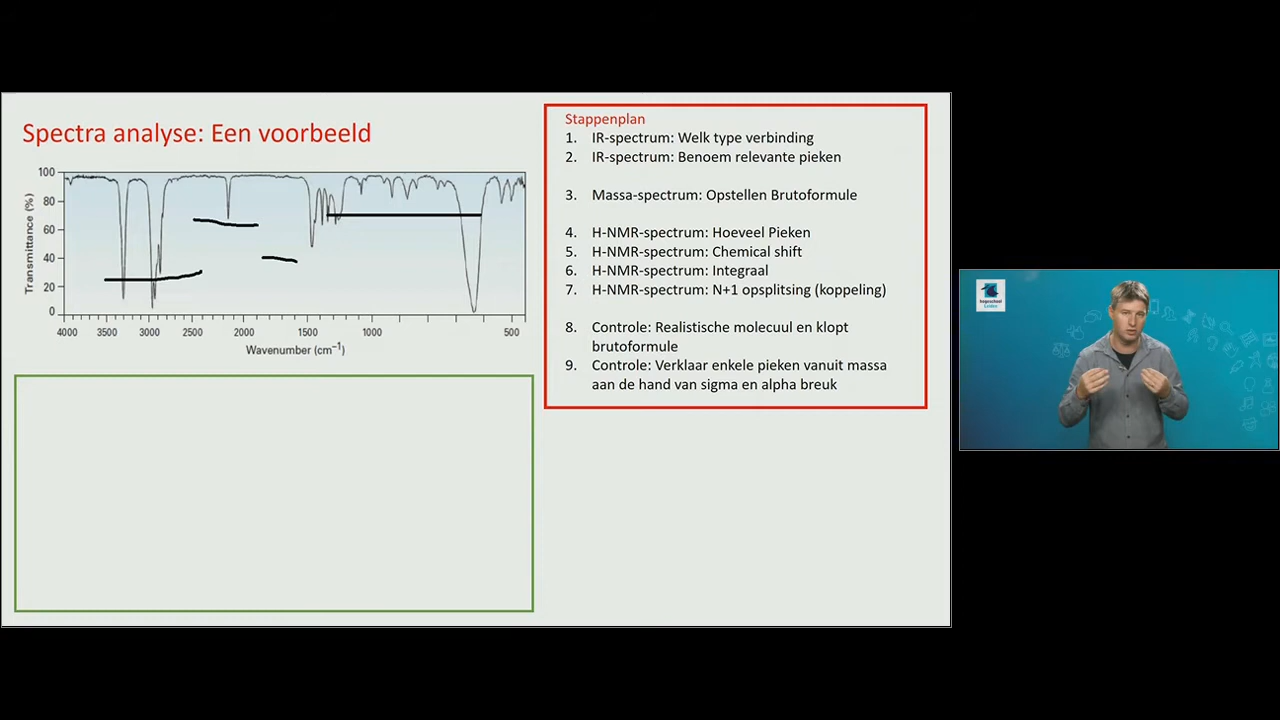 Spectra analyse: Een voorbeeld
100
80
60
40
20
0
Transmittance (%)
4000 3500 3000 2500 2000 1500 1000 500
Wavenumber (cm⁻¹)
Stappenplan
1. IR-spectrum: Welk type verbinding
2. IR-spectrum: Benoem relevante pieken
3. Massa-spectrum: Opstellen Brutoformule
4. H-NMR-spectrum: Hoeveel Pieken
5. H-NMR-spectrum: Chemical shift
6. H-NMR-spectrum: Integraal
7. H-NMR-spectrum: N+1 opsplitsing (koppeling)
8. Controle: Realistische molecuul en klopt
brutoformule
9. Controle: Verklaar enkele pieken vanuit massa
aan de hand van sigma en alpha breuk
hogeschool
Leiden